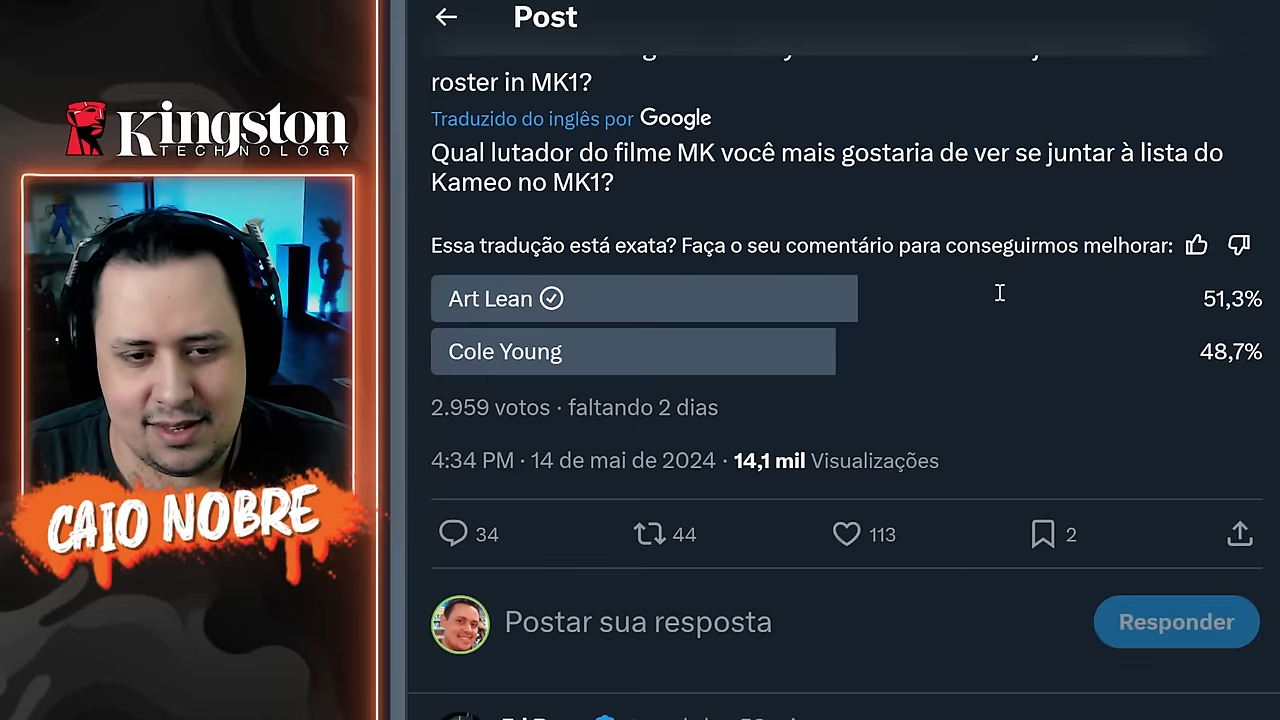 Post
roster in MK1?
Traduzido do inglês por Google
Qual lutador do filme MK você mais gostaria de ver se juntar à lista do
Kameo no MK1?
Essa tradução está exata? Faça o seu comentário para conseguirmos melhorar:
Art Lean 51,3%
Cole Young 48,7%
2.959 votos · faltando 2 dias
4:34 PM · 14 de mai de 2024 · 14,1 mil Visualizações
34 44 113 2
Postar sua resposta
Responder
Kingston
TECHNOLOGY
CAIO NOBRE